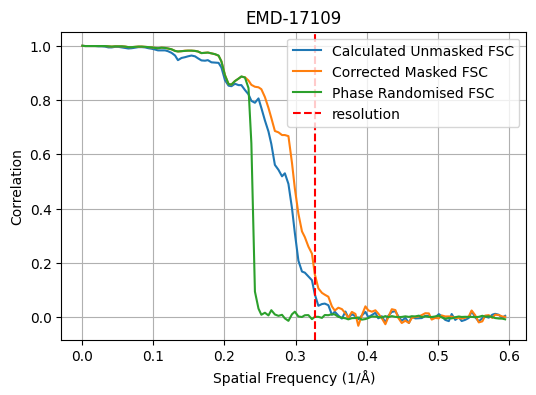 EMD-17109
Calculated Unmasked FSC
Corrected Masked FSC
Phase Randomised FSC
resolution
Correlation
1.0
0.8
0.6
0.4
0.2
0.0
0.0 0.1 0.2 0.3 0.4 0.5 0.6
Spatial Frequency (1/Å)